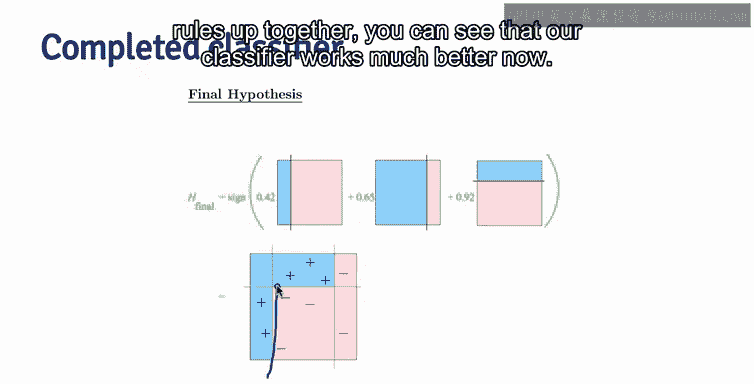 rules up together, you can see that our
Completed classifier
classifier works much better now.
Final Hypothesis
H final = sign ( 0.42 + 0.65 + 0.92 )
=
+ + + −
+ − − +
+ − −